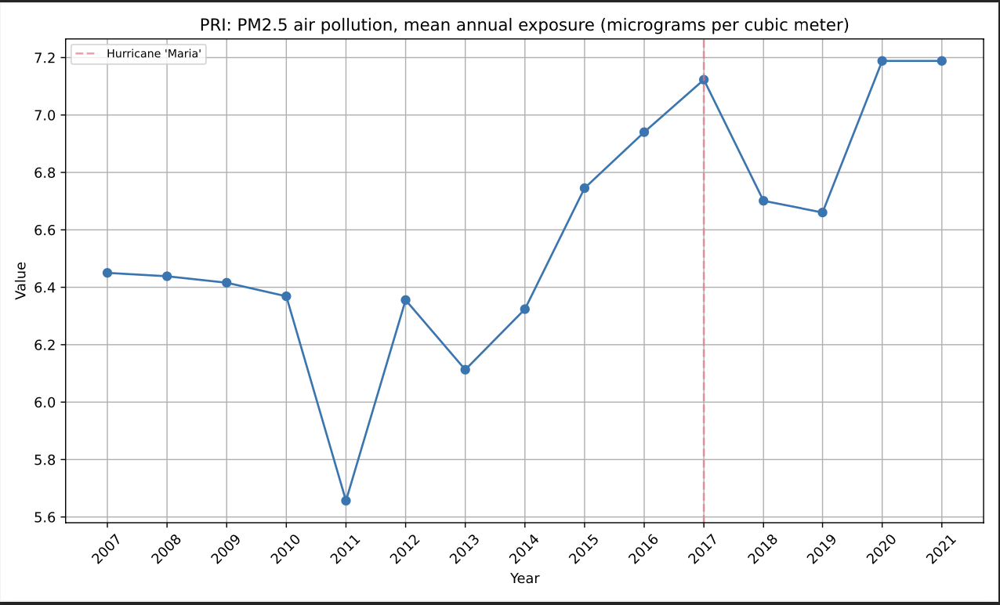 PRI: PM2.5 air pollution, mean annual exposure (micrograms per cubic meter)
Hurricane 'Maria'
7.2
7.0
6.8
6.6
6.4
6.2
6.0
5.8
5.6
Value
2007 2008 2009 2010 2011 2012 2013 2014 2015 2016 2017 2018 2019 2020 2021
Year